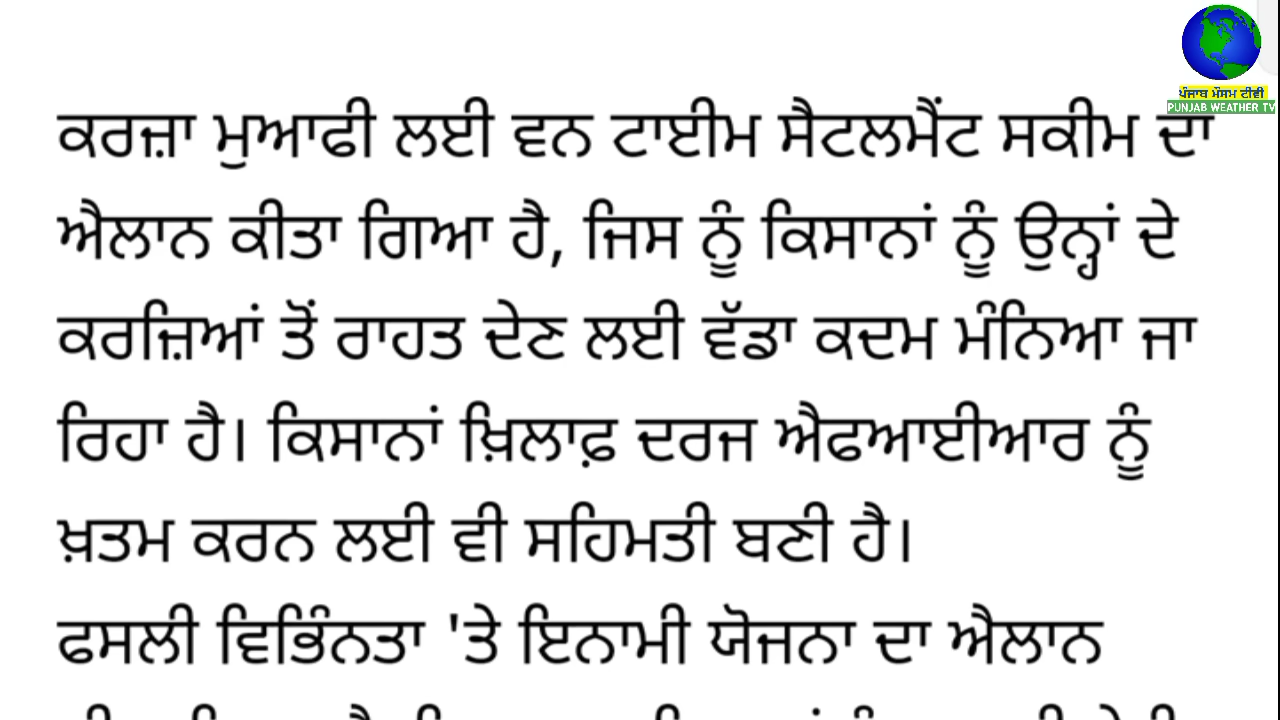 ਪੰਜਾਬ ਮੌਸਮ ਟੀਵੀ
PUNJAB WEATHER TV
ਕਰਜ਼ਾ ਮੁਆਫੀ ਲਈ ਵਨ ਟਾਈਮ ਸੈਟਲਮੈਂਟ ਸਕੀਮ ਦਾ
ਐਲਾਨ ਕੀਤਾ ਗਿਆ ਹੈ, ਜਿਸ ਨੂੰ ਕਿਸਾਨਾਂ ਨੂੰ ਉਨ੍ਹਾਂ ਦੇ
ਕਰਜ਼ਿਆਂ ਤੋਂ ਰਾਹਤ ਦੇਣ ਲਈ ਵੱਡਾ ਕਦਮ ਮੰਨਿਆ ਜਾ
ਰਿਹਾ ਹੈ। ਕਿਸਾਨਾਂ ਖ਼ਿਲਾਫ਼ ਦਰਜ ਐਫਆਈਆਰ ਨੂੰ
ਖ਼ਤਮ ਕਰਨ ਲਈ ਵੀ ਸਹਿਮਤੀ ਬਣੀ ਹੈ।
ਫਸਲੀ ਵਿਭਿੰਨਤਾ 'ਤੇ ਇਨਾਮੀ ਯੋਜਨਾ ਦਾ ਐਲਾਨ